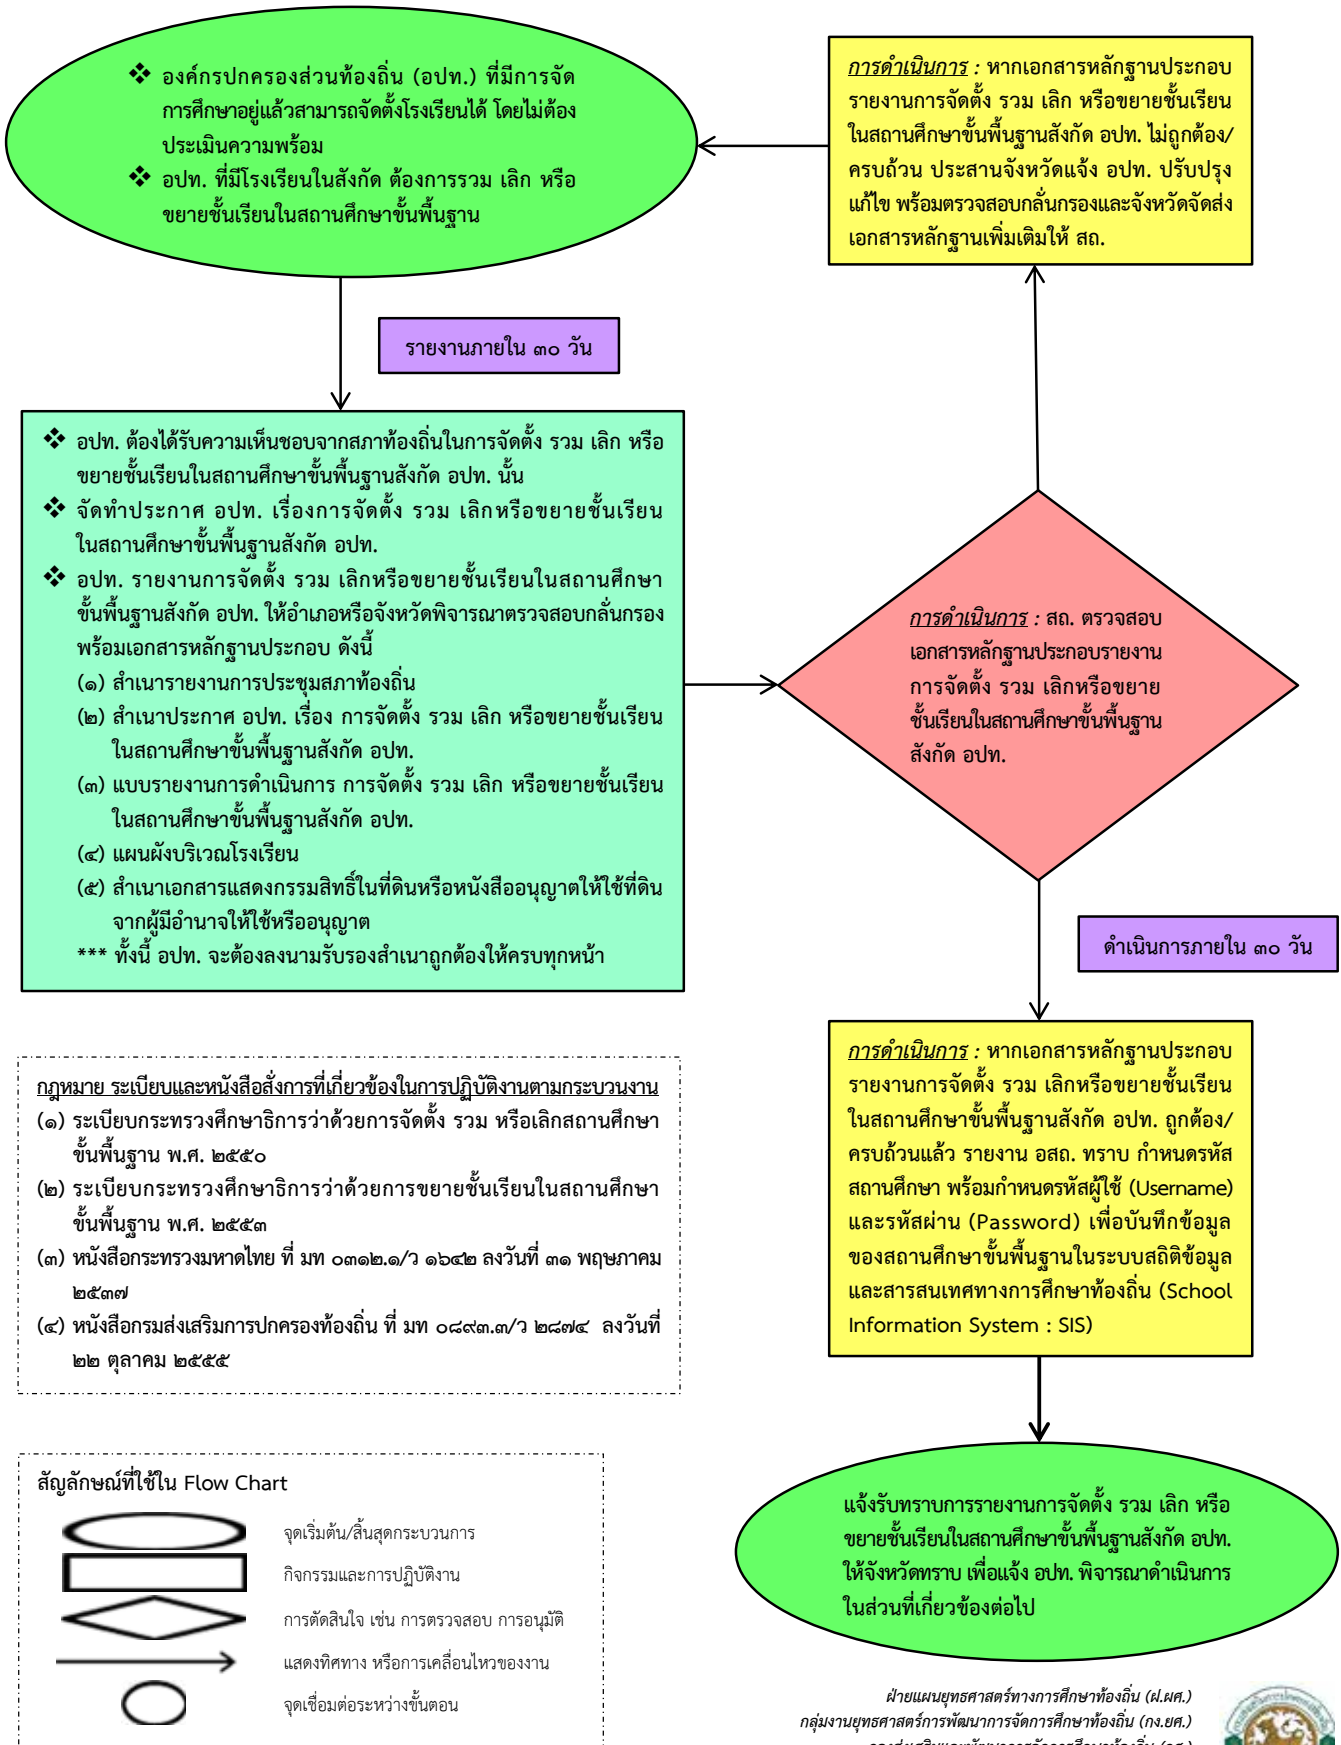 ❖ องค์กรปกครองส่วนท้องถิ่น (อปท.) ที่มีการจัด
การศึกษาอยู่แล้วสามารถจัดตั้งโรงเรียนได้ โดยไม่ต้อง
ประเมินความพร้อม
❖ อปท. ที่มีโรงเรียนในสังกัด ต้องการรวม เลิก หรือ
ขยายชั้นเรียนในสถานศึกษาขั้นพื้นฐาน
การดำเนินการ : หากเอกสารหลักฐานประกอบ
รายงานการจัดตั้ง รวม เลิก หรือขยายชั้นเรียน
ในสถานศึกษาขั้นพื้นฐานสังกัด อปท. ไม่ถูกต้อง/
ครบถ้วน ประสานจังหวัดแจ้ง อปท. ปรับปรุง
แก้ไข พร้อมตรวจสอบกลั่นกรองและจังหวัดจัดส่ง
เอกสารหลักฐานเพิ่มเติมให้ สถ.
รายงานภายใน ๓๐ วัน
❖ อปท. ต้องได้รับความเห็นชอบจากสภาท้องถิ่นในการจัดตั้ง รวม เลิก หรือ
ขยายชั้นเรียนในสถานศึกษาขั้นพื้นฐานสังกัด อปท. นั้น
❖ จัดทำประกาศ อปท. เรื่องการจัดตั้ง รวม เลิกหรือขยายชั้นเรียน
ในสถานศึกษาขั้นพื้นฐานสังกัด อปท.
❖ อปท. รายงานการจัดตั้ง รวม เลิกหรือขยายชั้นเรียนในสถานศึกษา
ขั้นพื้นฐานสังกัด อปท. ให้อำเภอหรือจังหวัดพิจารณาตรวจสอบกลั่นกรอง
พร้อมเอกสารหลักฐานประกอบ ดังนี้
(๑) สำเนารายงานการประชุมสภาท้องถิ่น
(๒) สำเนาประกาศ อปท. เรื่อง การจัดตั้ง รวม เลิก หรือขยายชั้นเรียน
ในสถานศึกษาขั้นพื้นฐานสังกัด อปท.
(๓) แบบรายงานการดำเนินการ การจัดตั้ง รวม เลิก หรือขยายชั้นเรียน
ในสถานศึกษาขั้นพื้นฐานสังกัด อปท.
(๔) แผนผังบริเวณโรงเรียน
(๕) สำเนาเอกสารแสดงกรรมสิทธิ์ในที่ดินหรือหนังสืออนุญาตให้ใช้ที่ดิน
จากผู้มีอำนาจให้ใช้หรืออนุญาต
*** ทั้งนี้ อปท. จะต้องลงนามรับรองสำเนาถูกต้องให้ครบทุกหน้า
การดำเนินการ : สถ. ตรวจสอบ
เอกสารหลักฐานประกอบรายงาน
การจัดตั้ง รวม เลิกหรือขยาย
ชั้นเรียนในสถานศึกษาขั้นพื้นฐาน
สังกัด อปท.
ดำเนินการภายใน ๓๐ วัน
การดำเนินการ : หากเอกสารหลักฐานประกอบ
รายงานการจัดตั้ง รวม เลิกหรือขยายชั้นเรียน
ในสถานศึกษาขั้นพื้นฐานสังกัด อปท. ถูกต้อง/
ครบถ้วนแล้ว รายงาน อสถ. ทราบ กำหนดรหัส
สถานศึกษา พร้อมกำหนดรหัสผู้ใช้ (Username)
และรหัสผ่าน (Password) เพื่อบันทึกข้อมูล
ของสถานศึกษาขั้นพื้นฐานในระบบสถิติข้อมูล
และสารสนเทศทางการศึกษาท้องถิ่น (School
Information System : SIS)
กฎหมาย ระเบียบและหนังสือสั่งการที่เกี่ยวข้องในการปฏิบัติงานตามกระบวนงาน
(๑) ระเบียบกระทรวงศึกษาธิการว่าด้วยการจัดตั้ง รวม หรือเลิกสถานศึกษา
ขั้นพื้นฐาน พ.ศ. ๒๕๕๐
(๒) ระเบียบกระทรวงศึกษาธิการว่าด้วยการขยายชั้นเรียนในสถานศึกษา
ขั้นพื้นฐาน พ.ศ. ๒๕๕๓
(๓) หนังสือกระทรวงมหาดไทย ที่ มท ๐๓๑๒.๑/ว ๑๖๔๒ ลงวันที่ ๓๑ พฤษภาคม
๒๕๓๗
(๔) หนังสือกรมส่งเสริมการปกครองท้องถิ่น ที่ มท ๐๘๙๓.๓/ว ๒๘๗๔ ลงวันที่
๒๒ ตุลาคม ๒๕๕๕
สัญลักษณ์ที่ใช้ใน Flow Chart
จุดเริ่มต้น/สิ้นสุดกระบวนการ
กิจกรรมและการปฏิบัติงาน
การตัดสินใจ เช่น การตรวจสอบ การอนุมัติ
แสดงทิศทาง หรือการเคลื่อนไหวของงาน
จุดเชื่อมต่อระหว่างขั้นตอน
แจ้งรับทราบการรายงานการจัดตั้ง รวม เลิก หรือ
ขยายชั้นเรียนในสถานศึกษาขั้นพื้นฐานสังกัด อปท.
ให้จังหวัดทราบ เพื่อแจ้ง อปท. พิจารณาดำเนินการ
ในส่วนที่เกี่ยวข้องต่อไป
ฝ่ายแผนยุทธศาสตร์ทางการศึกษาท้องถิ่น (ฝ.ผศ.)
กลุ่มงานยุทธศาสตร์การพัฒนาการจัดการศึกษาท้องถิ่น (กง.ยศ.)